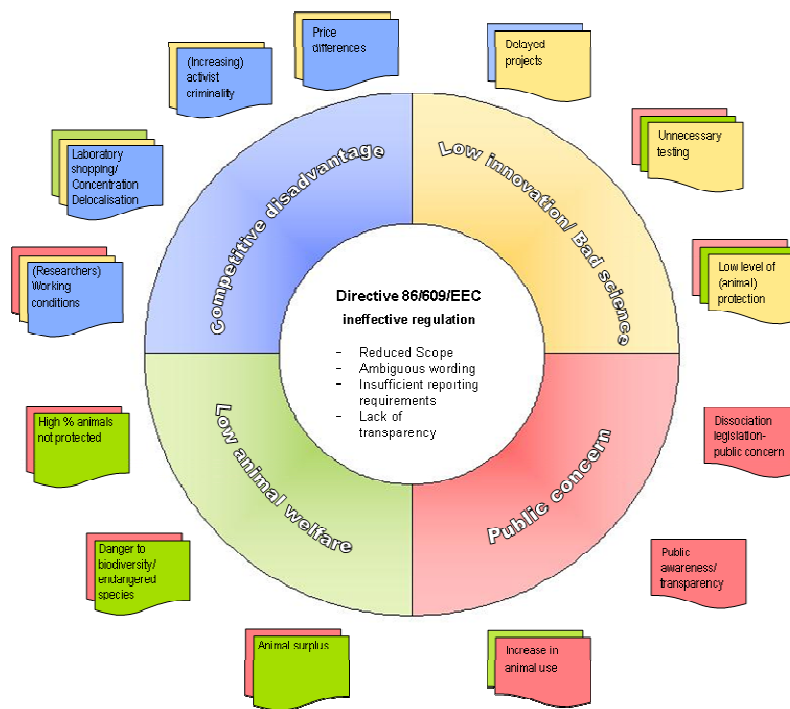 Price
differences
Delayed
projects
(Increasing)
activist
criminality
Unnecessary
testing
Laboratory
shopping/
Concentration
Delocalisation
Competitive disadvantage
Low innovation/ Bad science
(Researchers)
Working
conditions
Low level of
(animal)
protection
Directive 86/609/EEC
ineffective regulation
- Reduced Scope
- Ambiguous wording
- Insufficient reporting
requirements
- Lack of
transparency
High % animals
not protected
Dissociation
legislation-
public concern
Low animal welfare
Public concern
Danger to
biodiversity/
endangered
species
Public
awareness/
transparency
Animal surplus
Increase in
animal use